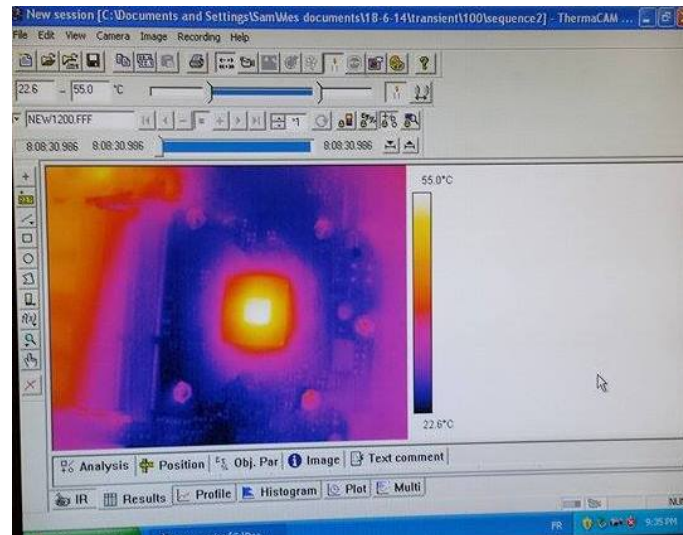 New session [C:\Documents and Settings\Sam\Mes documents\18-6-14\transient\100\sequence2] - ThermaCAM ...
File Edit View Camera Image Recording Help
22.6 - 55.0 °C
NEW1200.FFF
8:08:30.986 8:08:30.986 8:08:30.986
55.0°C
22.6°C
Analysis Position Obj. Par Image Text comment
IR Results Profile Histogram Plot Multi
NUM
FR 9:35 PM